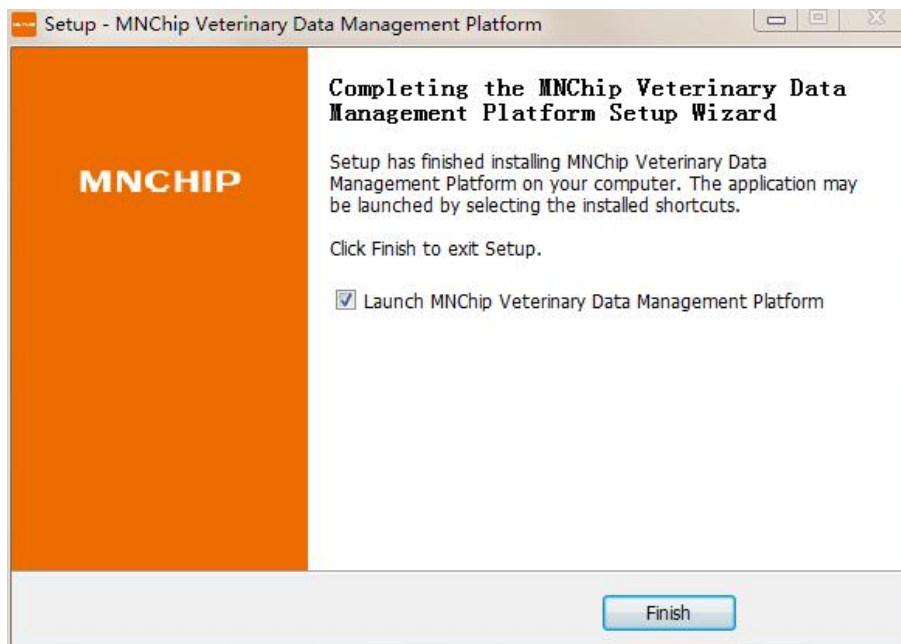 Setup - MNChip Veterinary Data Management Platform
MNCHIP
Completing the MNChip Veterinary Data
Management Platform Setup Wizard
Setup has finished installing MNChip Veterinary Data
Management Platform on your computer. The application may
be launched by selecting the installed shortcuts.
Click Finish to exit Setup.
Launch MNChip Veterinary Data Management Platform
Finish